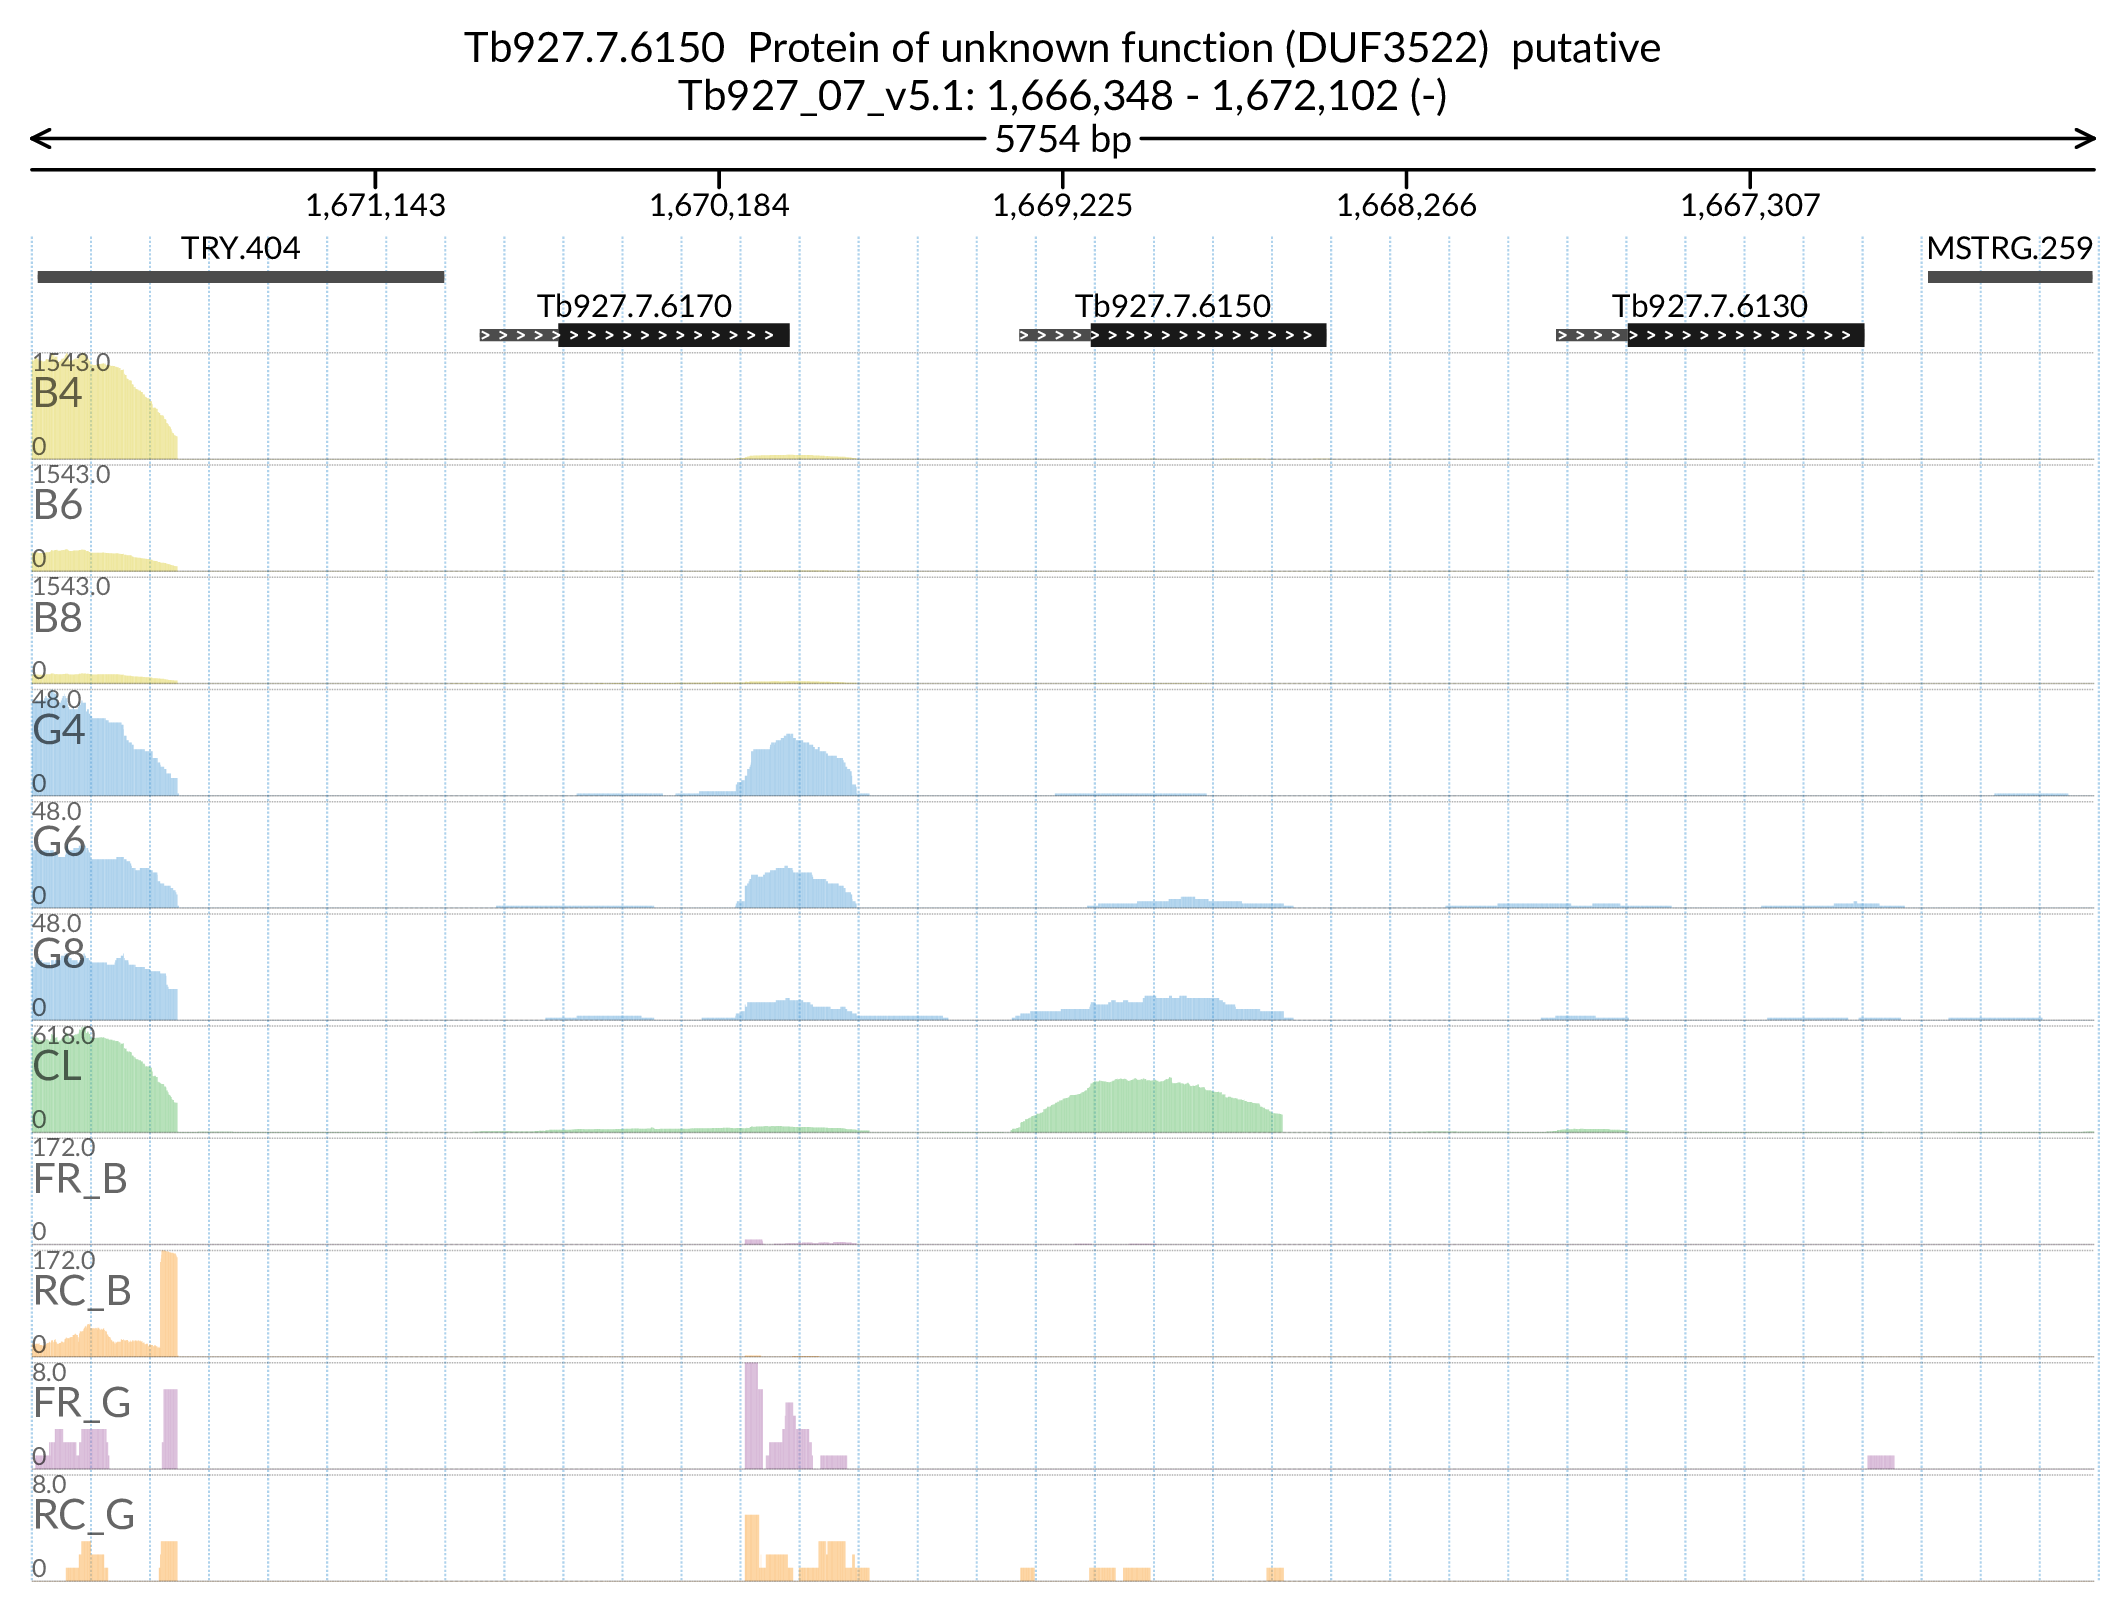 Tb927.7.6150  Protein of unknown function (DUF3522)  putative
Tb927_07_v5.1: 1,666,348 - 1,672,102 (-)
5754 bp
1,671,143 1,670,184 1,669,225 1,668,266 1,667,307
TRY.404 MSTRG.259
Tb927.7.6170 Tb927.7.6150 Tb927.7.6130
1543.0
B4
0
1543.0
B6
0
1543.0
B8
0
48.0
G4
0
48.0
G6
0
48.0
G8
0
618.0
CL
0
172.0
FR_B
0
172.0
RC_B
0
8.0
FR_G
0
8.0
RC_G
0